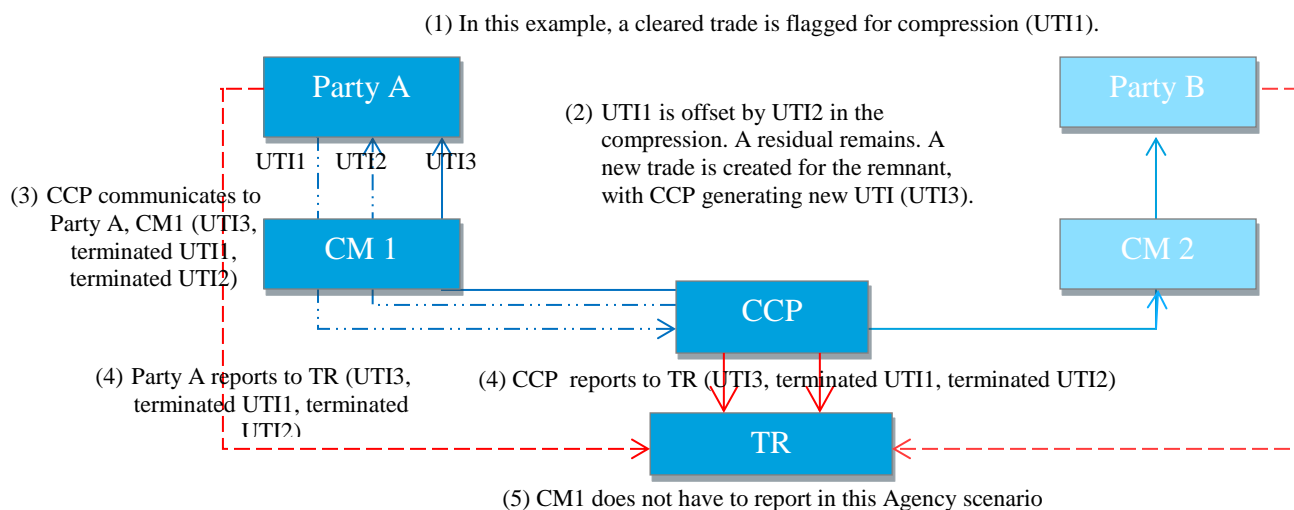 (1) In this example, a cleared trade is flagged for compression (UTI1).
Party A
Party B
(2) UTI1 is offset by UTI2 in the
compression. A residual remains. A
new trade is created for the remnant,
with CCP generating new UTI (UTI3).
UTI1 UTI2 UTI3
(3) CCP communicates to
Party A, CM1 (UTI3,
terminated UTI1,
terminated UTI2)
CM 1
CM 2
CCP
(4) Party A reports to TR (UTI3,
terminated UTI1, terminated
UTI2)
(4) CCP reports to TR (UTI3, terminated UTI1, terminated UTI2)
TR
(5) CM1 does not have to report in this Agency scenario